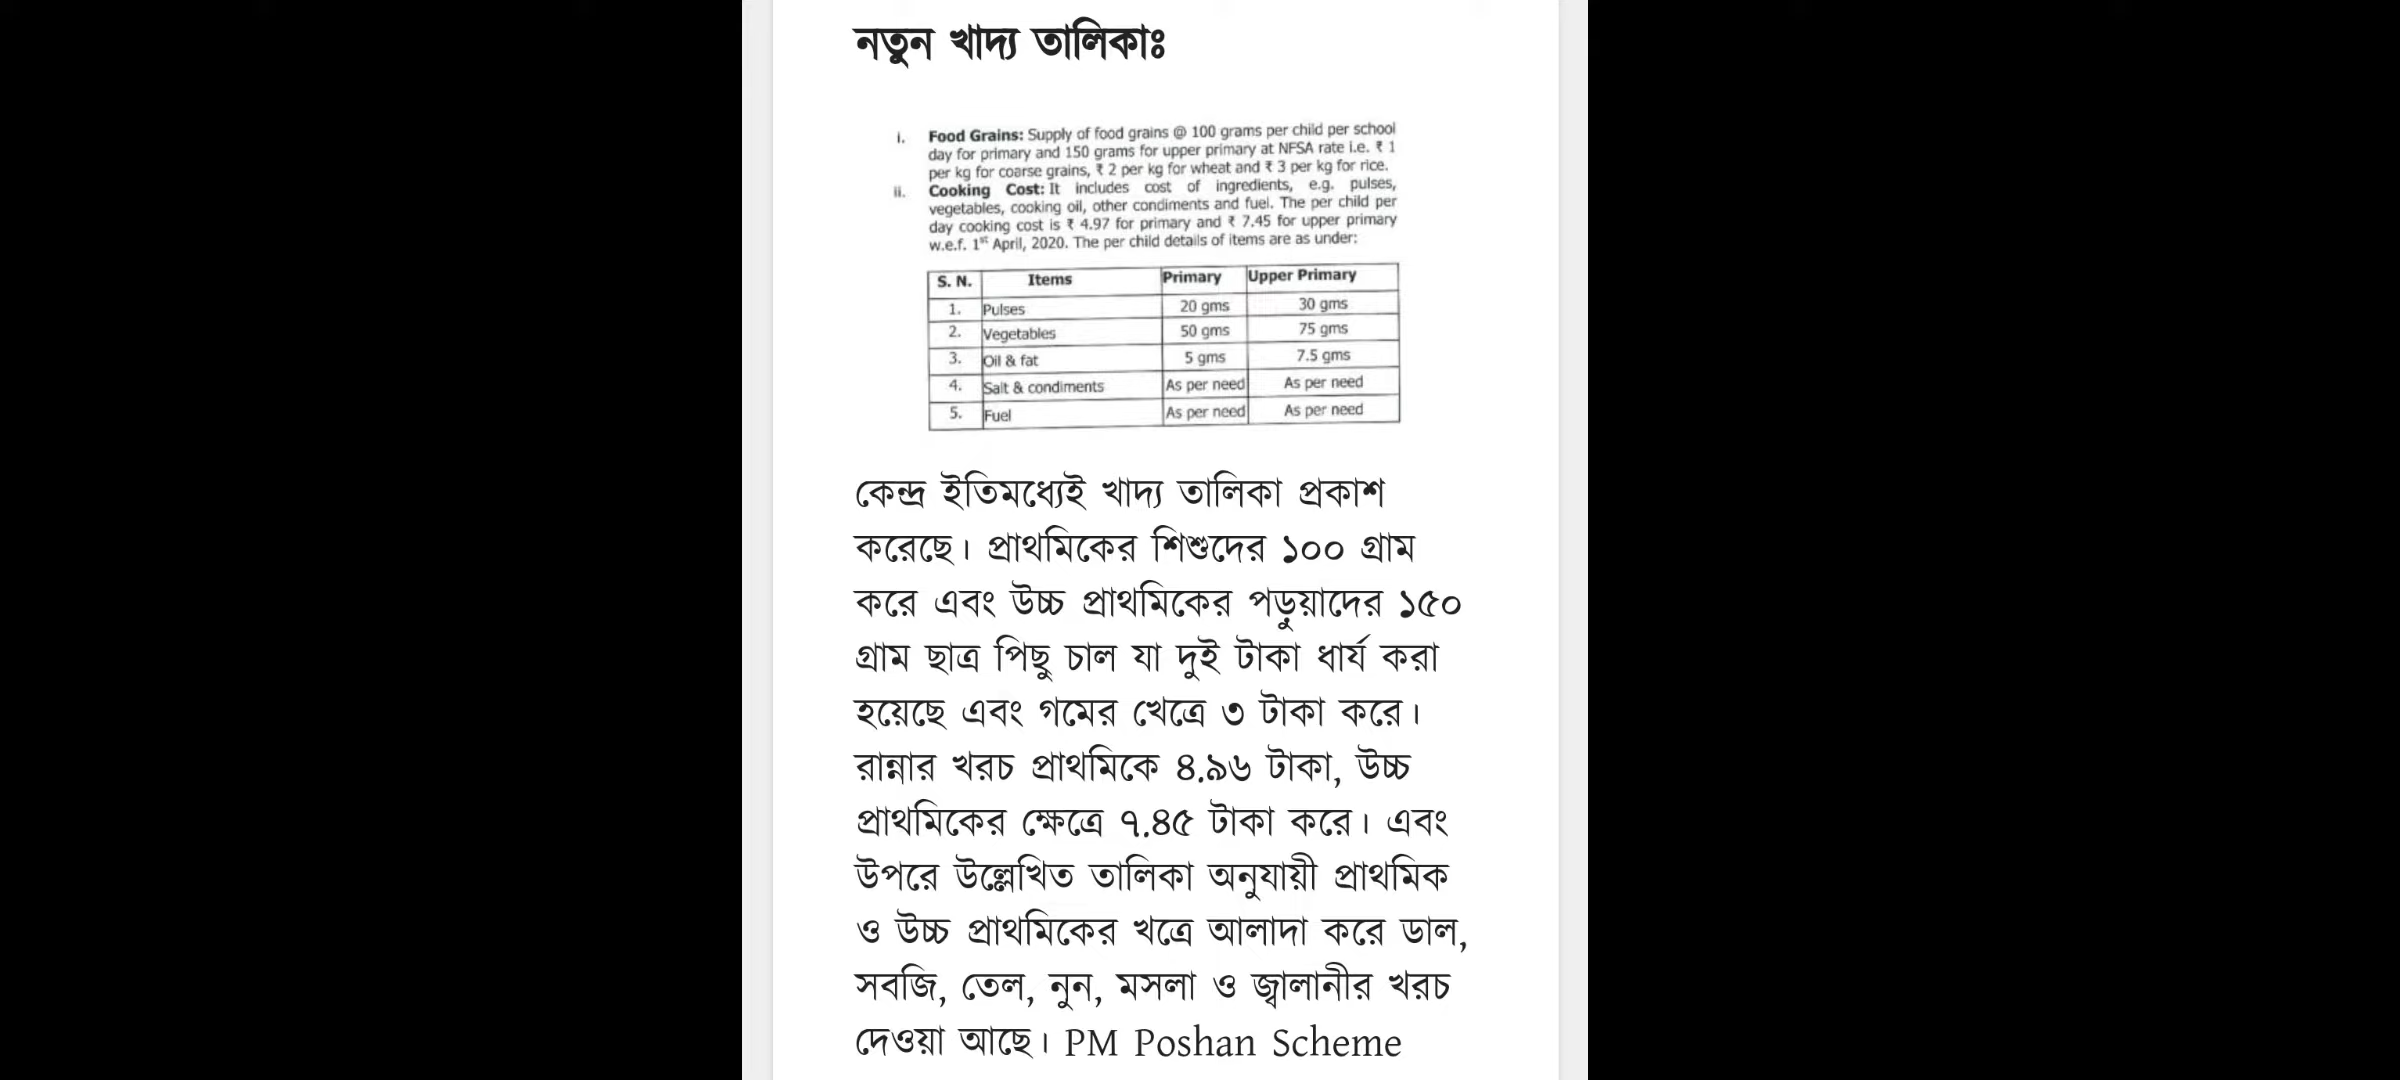 নতুন খাদ্য তালিকাঃ
i. Food Grains: Supply of food grains @ 100 grams per child per school
day for primary and 150 grams for upper primary at NFSA rate i.e. ₹ 1
per kg for coarse grains, ₹ 2 per kg for wheat and ₹ 3 per kg for rice.
ii. Cooking Cost: It includes cost of ingredients, e.g. pulses,
vegetables, cooking oil, other condiments and fuel. The per child per
day cooking cost is ₹ 4.97 for primary and ₹ 7.45 for upper primary
w.e.f. 1st April, 2020. The per child details of items are as under:
S. N. Items Primary Upper Primary
1. Pulses 20 gms 30 gms
2. Vegetables 50 gms 75 gms
3. Oil & fat 5 gms 7.5 gms
4. Salt & condiments As per need As per need
5. Fuel As per need As per need
কেন্দ্র ইতিমধ্যেই খাদ্য তালিকা প্রকাশ
করেছে। প্রাথমিকের শিশুদের ১০০ গ্রাম
করে এবং উচ্চ প্রাথমিকের পড়ুয়াদের ১৫০
গ্রাম ছাত্র পিছু চাল যা দুই টাকা ধার্য করা
হয়েছে এবং গমের খেত্রে ৩ টাকা করে।
রান্নার খরচ প্রাথমিকে ৪.৯৬ টাকা, উচ্চ
প্রাথমিকের ক্ষেত্রে ৭.৪৫ টাকা করে। এবং
উপরে উল্লেখিত তালিকা অনুযায়ী প্রাথমিক
ও উচ্চ প্রাথমিকের খত্রে আলাদা করে ডাল,
সবজি, তেল, নুন, মসলা ও জ্বালানীর খরচ
দেওয়া আছে। PM Poshan Scheme